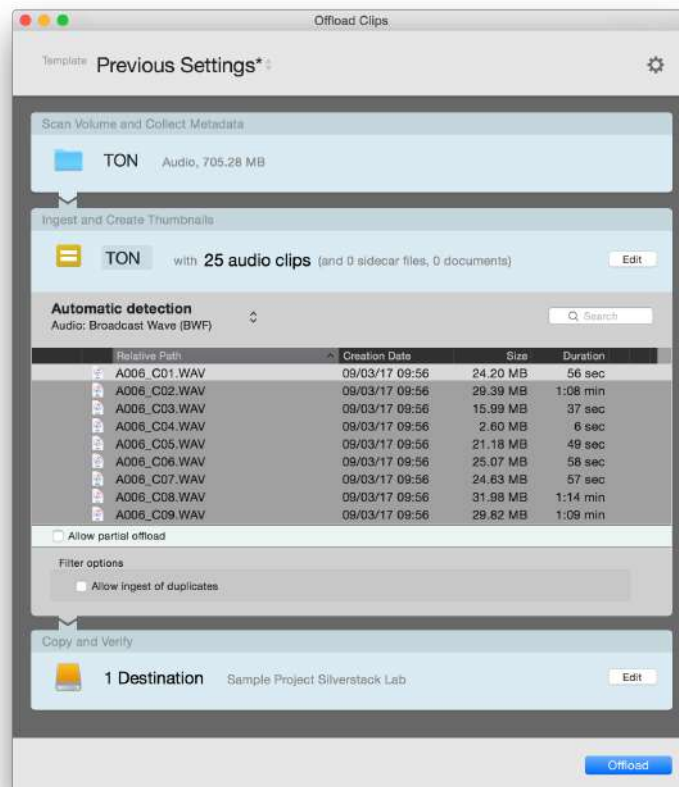 Offload Clips
Template Previous Settings*
Scan Volume and Collect Metadata
TON Audio, 705.28 MB
Ingest and Create Thumbnails
TON with 25 audio clips (and 0 sidecar files, 0 documents) Edit
Automatic detection
Audio: Broadcast Wave (BWF)
Search
Relative Path Creation Date Size Duration
A006_C01.WAV 09/03/17 09:56 24.20 MB 56 sec
A006_C02.WAV 09/03/17 09:56 29.39 MB 1:08 min
A006_C03.WAV 09/03/17 09:56 15.99 MB 37 sec
A006_C04.WAV 09/03/17 09:56 2.60 MB 6 sec
A006_C05.WAV 09/03/17 09:56 21.18 MB 49 sec
A006_C06.WAV 09/03/17 09:56 25.07 MB 58 sec
A006_C07.WAV 09/03/17 09:56 24.63 MB 57 sec
A006_C08.WAV 09/03/17 09:56 31.98 MB 1:14 min
A006_C09.WAV 09/03/17 09:56 29.82 MB 1:09 min
Allow partial offload
Filter options
Allow ingest of duplicates
Copy and Verify
1 Destination Sample Project Silverstack Lab Edit
Offload